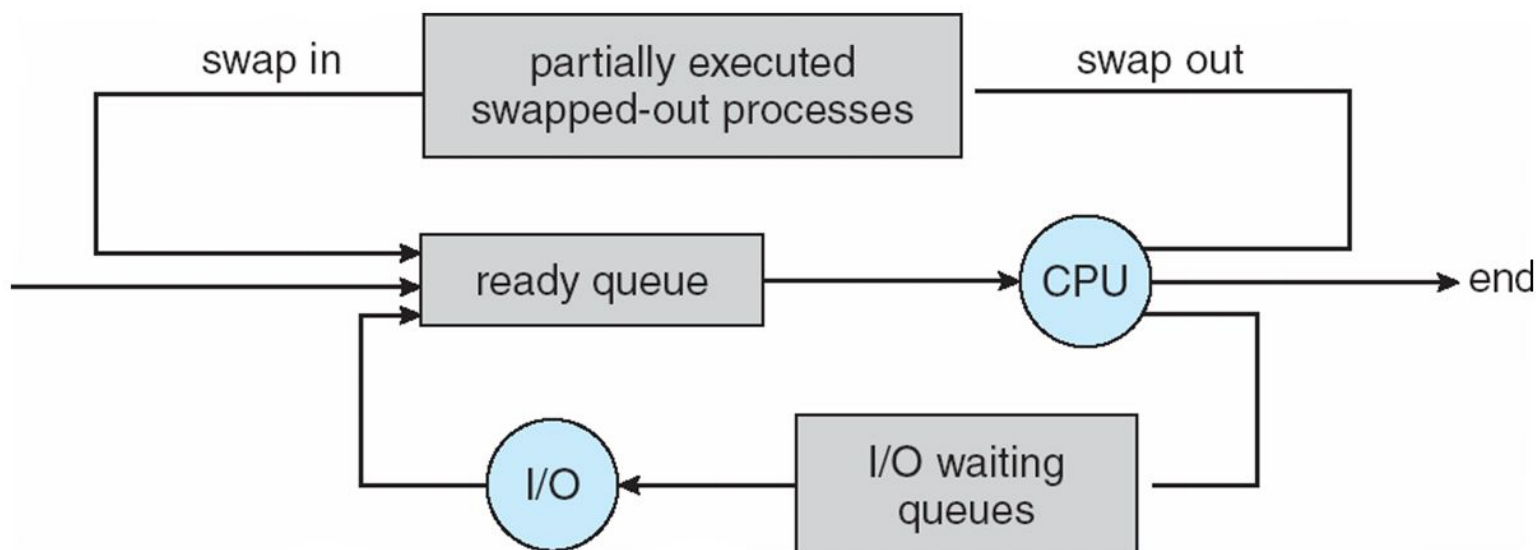 swap in
partially executed
swapped-out processes
swap out
ready queue
CPU
end
I/O
I/O waiting
queues